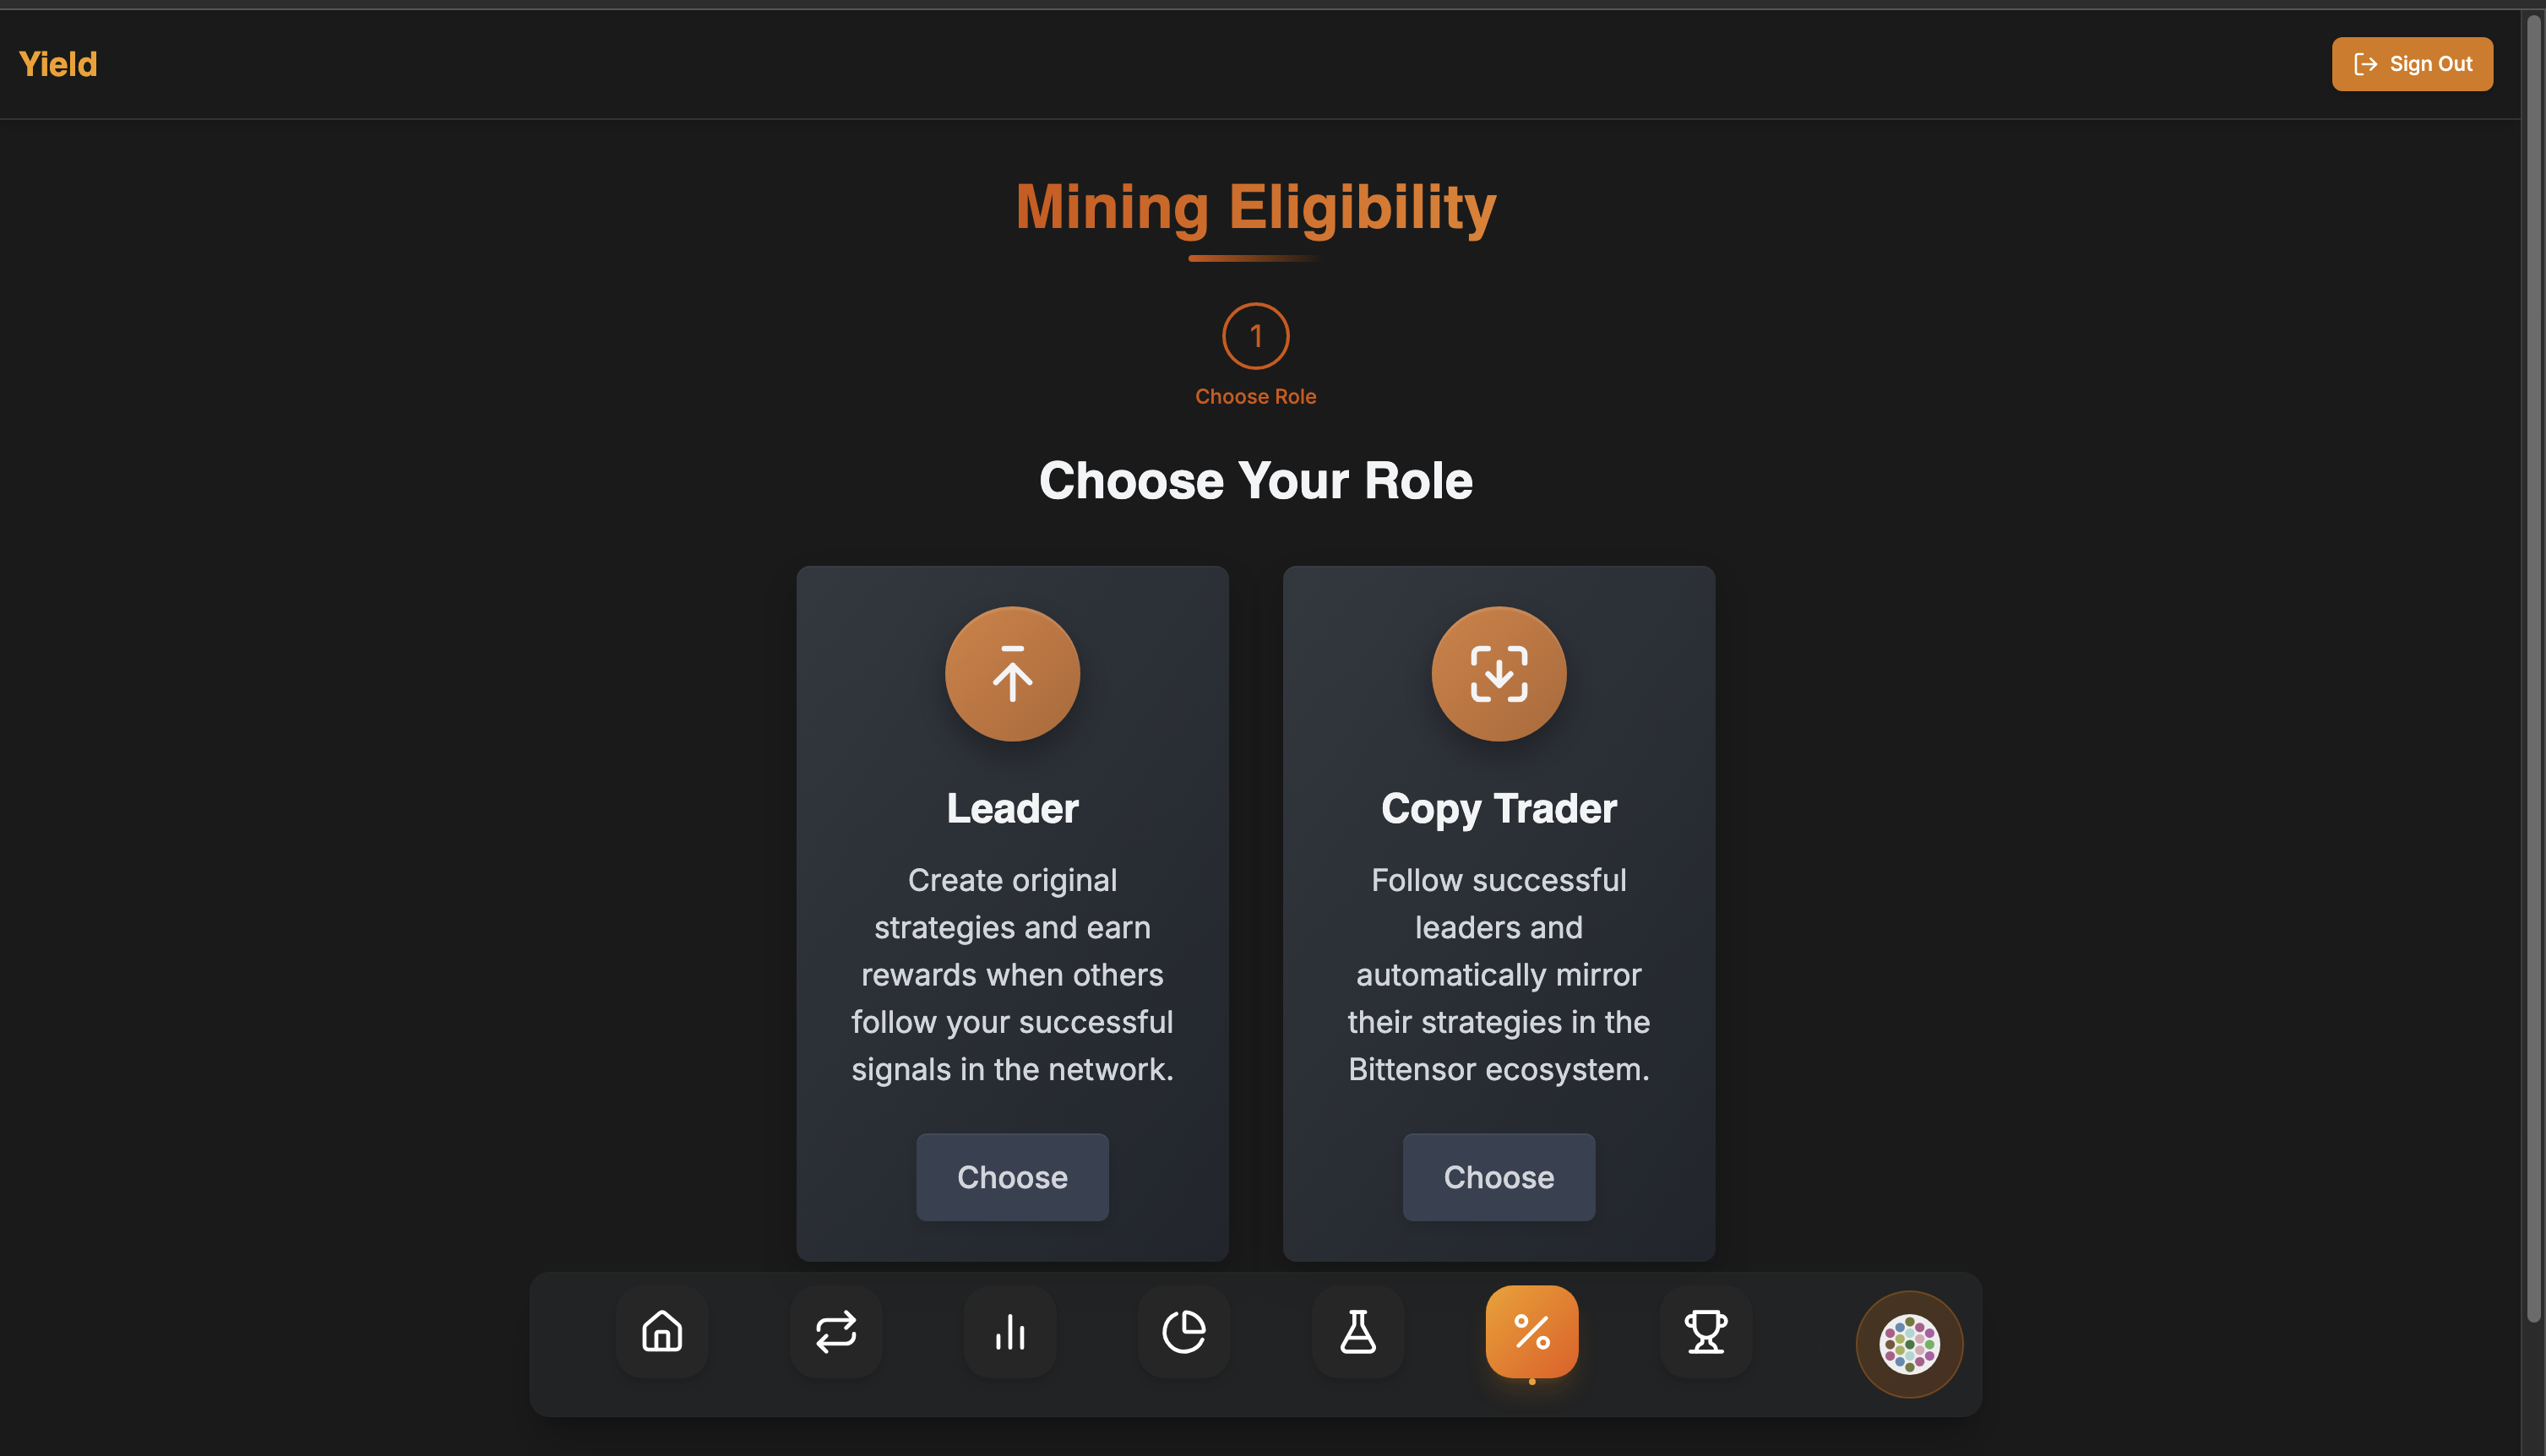 Yield
Sign Out
Mining Eligibility
1
Choose Role
Choose Your Role
Leader
Create original
strategies and earn
rewards when others
follow your successful
signals in the network.
Choose
Copy Trader
Follow successful
leaders and
automatically mirror
their strategies in the
Bittensor ecosystem.
Choose